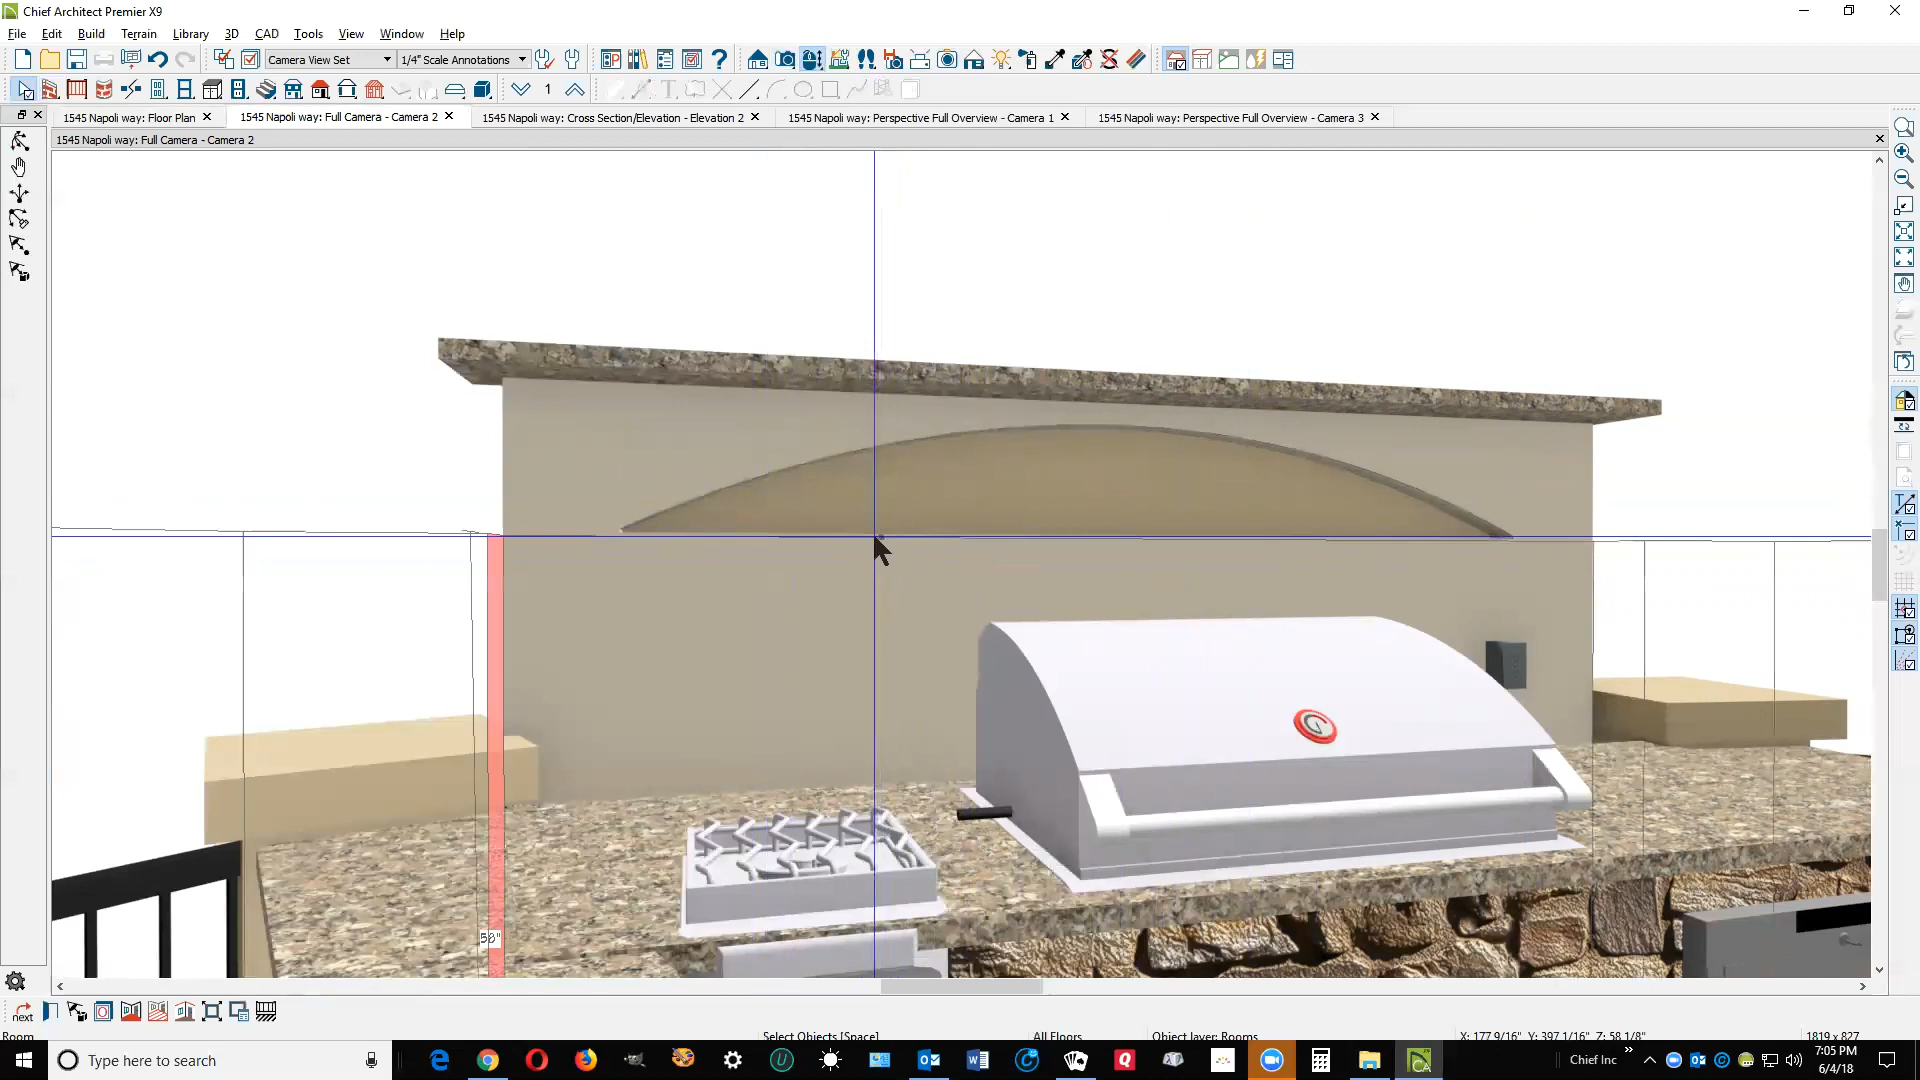 Chief Architect Premier X9
File Edit Build Terrain Library 3D CAD Tools Views Window Help
Camera View Set 1/4" Scale Annotations
1
1545 Napoli way: Floor Plan 1545 Napoli way: Full Camera - Camera 2 1545 Napoli way: Cross Section/Elevation - Elevation 2 1545 Napoli way: Perspective Full Overview - Camera 1 1545 Napoli way: Perspective Full Overview - Camera 3
1545 Napoli way: Full Camera - Camera 2
next
Room Select Objects [Space] All Floors Object layer: Rooms X: 177 9/16" Y: 397 1/16" Z: 58 1/8" 1819 x 827
Type here to search
Chief Inc
7:05 PM
6/4/18